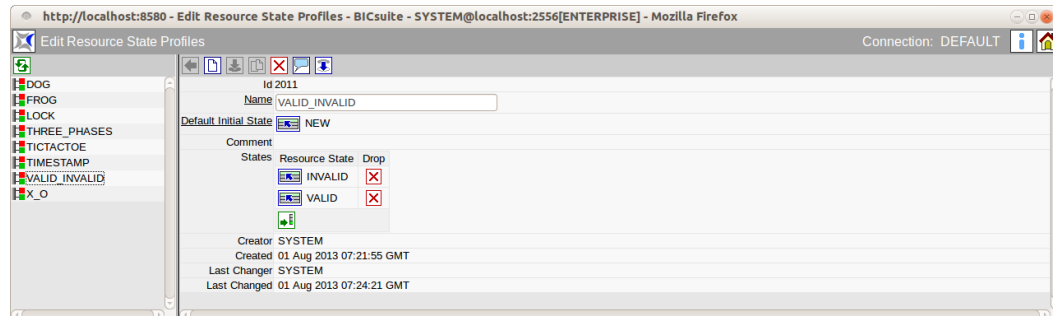 http://localhost:8580 - Edit Resource State Profiles - BICsuite - SYSTEM@localhost:2556[ENTERPRISE] - Mozilla Firefox
Edit Resource State Profiles
Connection: DEFAULT
DOG
FROG
LOCK
THREE_PHASES
TICTACTOE
TIMESTAMP
VALID_INVALID
X_O
Id 2011
Name VALID_INVALID
Default Initial State NEW
Comment
States Resource State Drop
INVALID
VALID
Creator SYSTEM
Created 01 Aug 2013 07:21:55 GMT
Last Changer SYSTEM
Last Changed 01 Aug 2013 07:24:21 GMT